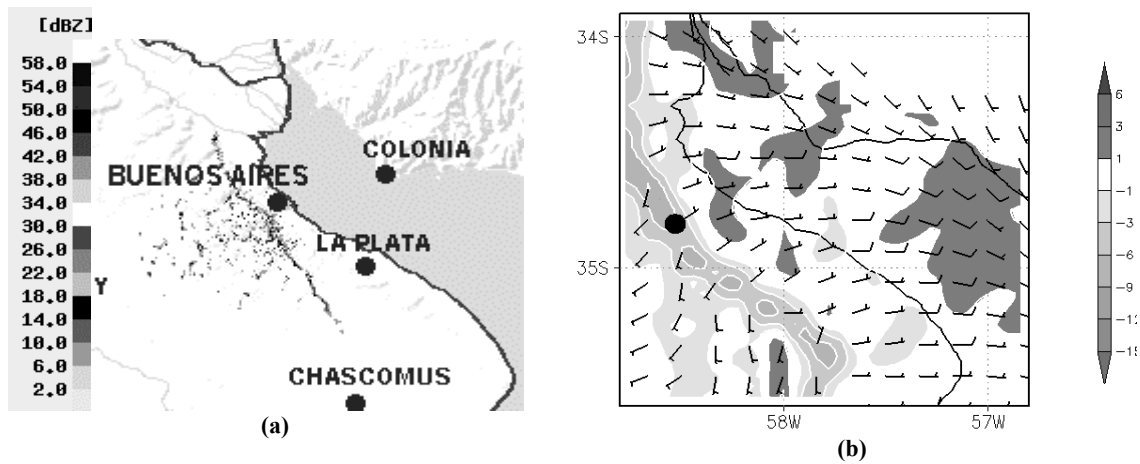 [dBZ]
58.0
54.0
50.0
46.0
42.0
38.0
34.0
30.0
26.0
22.0
18.0
14.0
10.0
6.0
2.0
COLONIA
BUENOS AIRES
LA PLATA
Y
CHASCOMUS
(a)
34S
35S
58W
57W
6
3
1
-1
-3
-6
-9
-12
-15
(b)